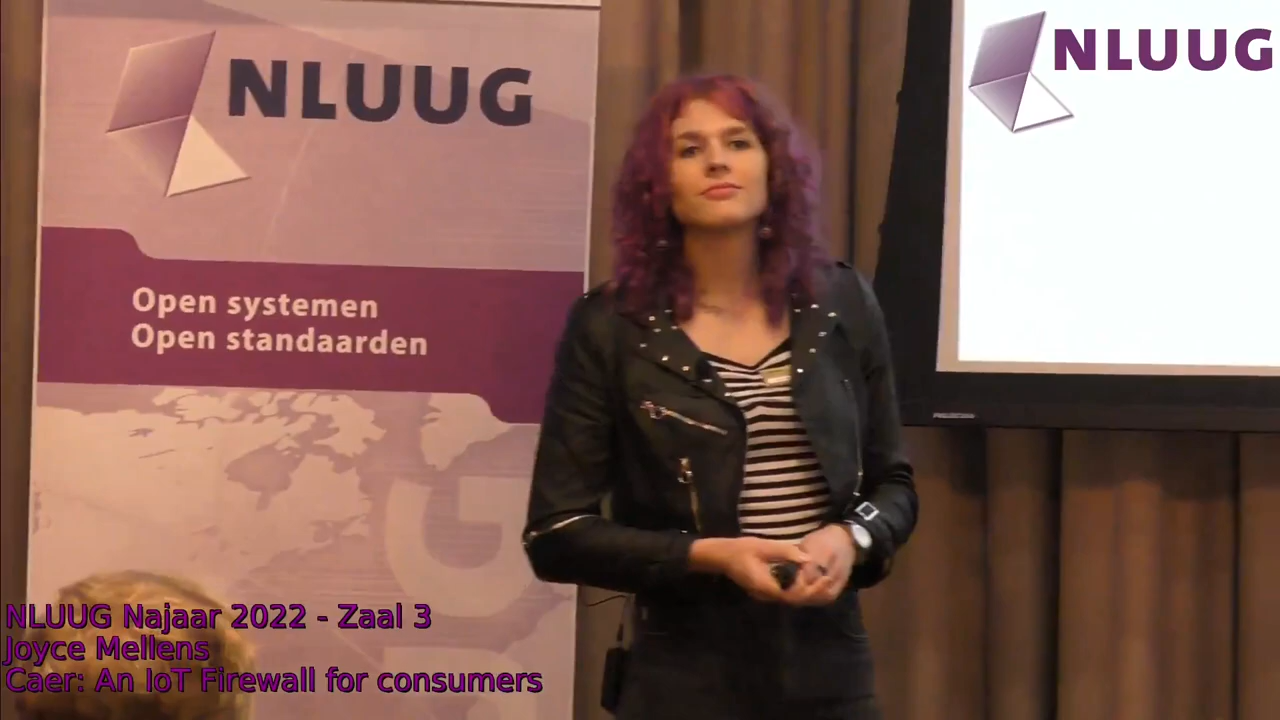 NLUUG
Open systemen
Open standaarden
NLUUG
NLUUG Najaar 2022 - Zaal 3
Joyce Mellens
Caer: An IoT Firewall for consumers